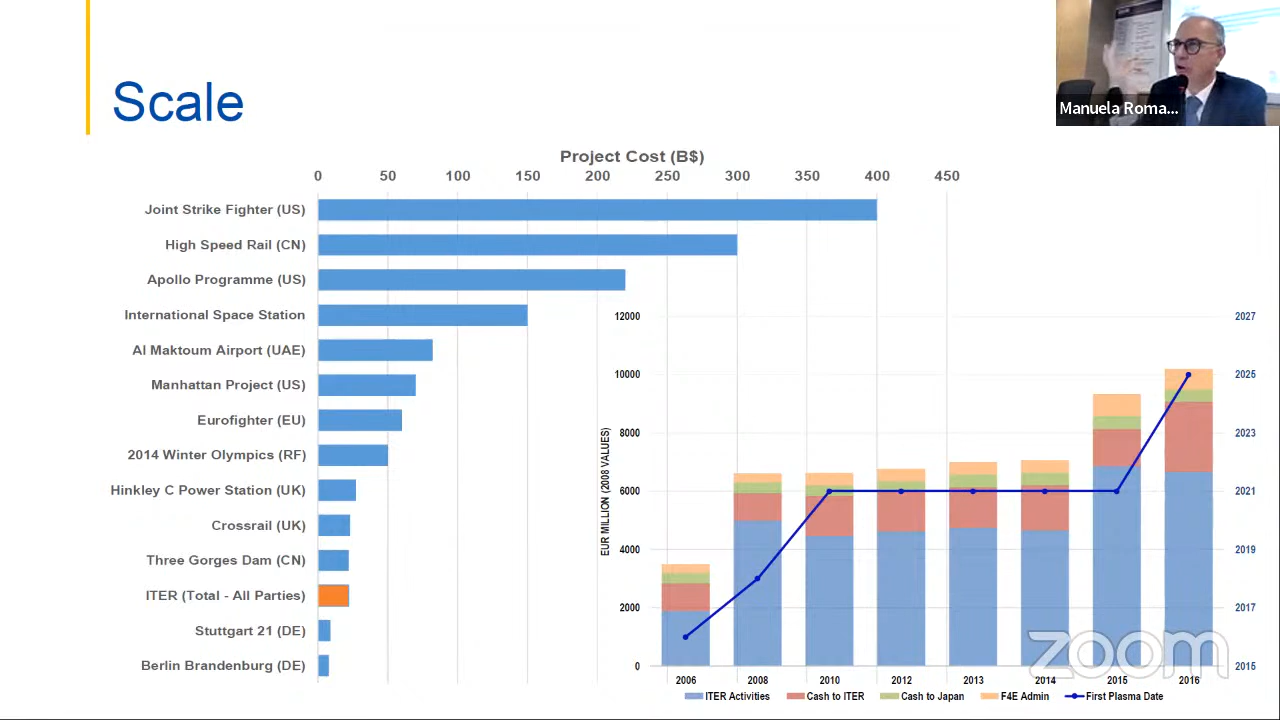 Manuela Roma...
Scale
Project Cost (B$)
0 50 100 150 200 250 300 350 400 450
Joint Strike Fighter (US)
High Speed Rail (CN)
Apollo Programme (US)
International Space Station
Al Maktoum Airport (UAE)
Manhattan Project (US)
Eurofighter (EU)
2014 Winter Olympics (RF)
Hinkley C Power Station (UK)
Crossrail (UK)
Three Gorges Dam (CN)
ITER (Total - All Parties)
Stuttgart 21 (DE)
Berlin Brandenburg (DE)
EUR MILLION (2008 VALUES)
12000
10000
8000
6000
4000
2000
0
2027
2025
2023
2021
2019
2017
2015
2006 2008 2010 2012 2013 2014 2015 2016
ITER Activities Cash to ITER Cash to Japan F4E Admin First Plasma Date
zoom